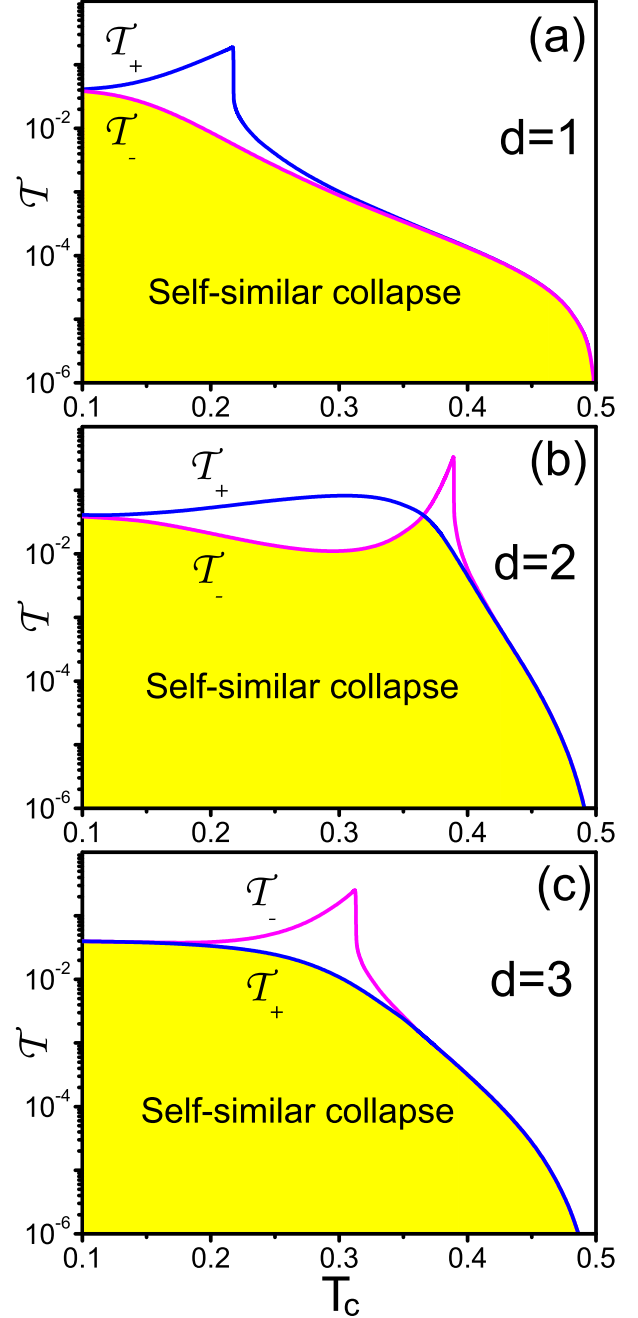 (a)
𝒯₊
10⁻²
𝒯₋
d=1
𝒯
10⁻⁴
Self-similar collapse
10⁻⁶
0.1 0.2 0.3 0.4 0.5
(b)
𝒯₊
10⁻²
d=2
𝒯₋
𝒯
10⁻⁴
Self-similar collapse
10⁻⁶
0.1 0.2 0.3 0.4 0.5
(c)
𝒯₋
10⁻²
d=3
𝒯₊
𝒯
10⁻⁴
Self-similar collapse
10⁻⁶
0.1 0.2 0.3 0.4 0.5
T_c